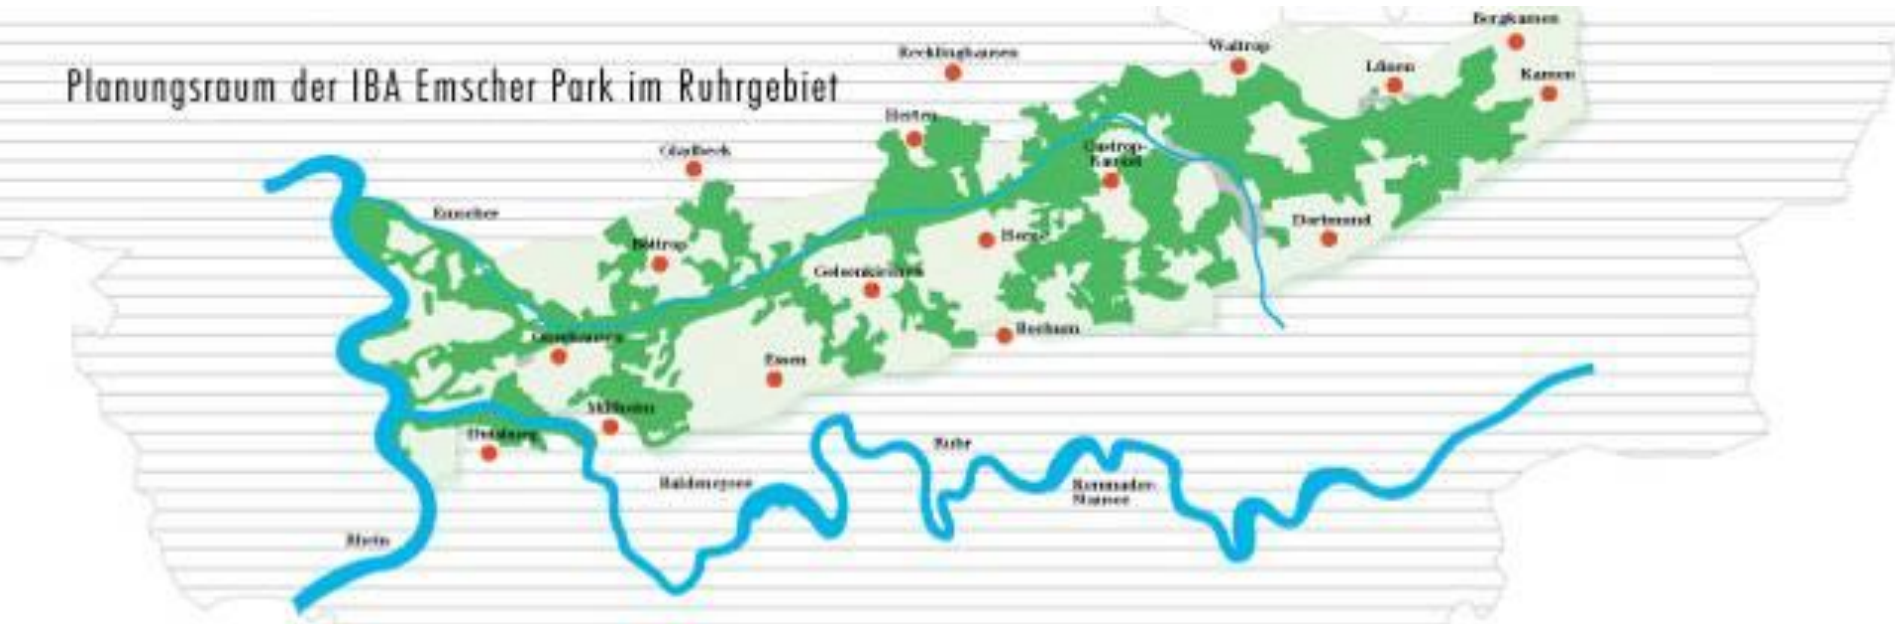 Planungsraum der IBA Emscher Park im Ruhrgebiet
Bergkamen
Recklinghausen
Waltrop
Lünen
Kamen
Herten
Gladbeck
Castrop-
Rauxel
Emscher
Dortmund
Bottrop
Herne
Gelsenkirchen
Bochum
Oberhausen
Essen
Mülheim
Duisburg
Ruhr
Baldeneysee
Kemnader-
Stausee
Rhein